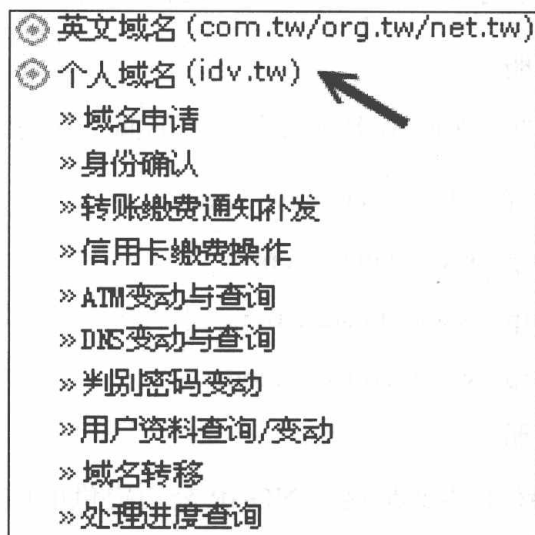 英文域名(com.tw/org.tw/net.tw)
个人域名(idv.tw)
»域名申请
»身份确认
»转账缴费通知补发
»信用卡缴费操作
»ATM变动与查询
»DNS变动与查询
»判别密码变动
»用户资料查询/变动
»域名转移
»处理进度查询